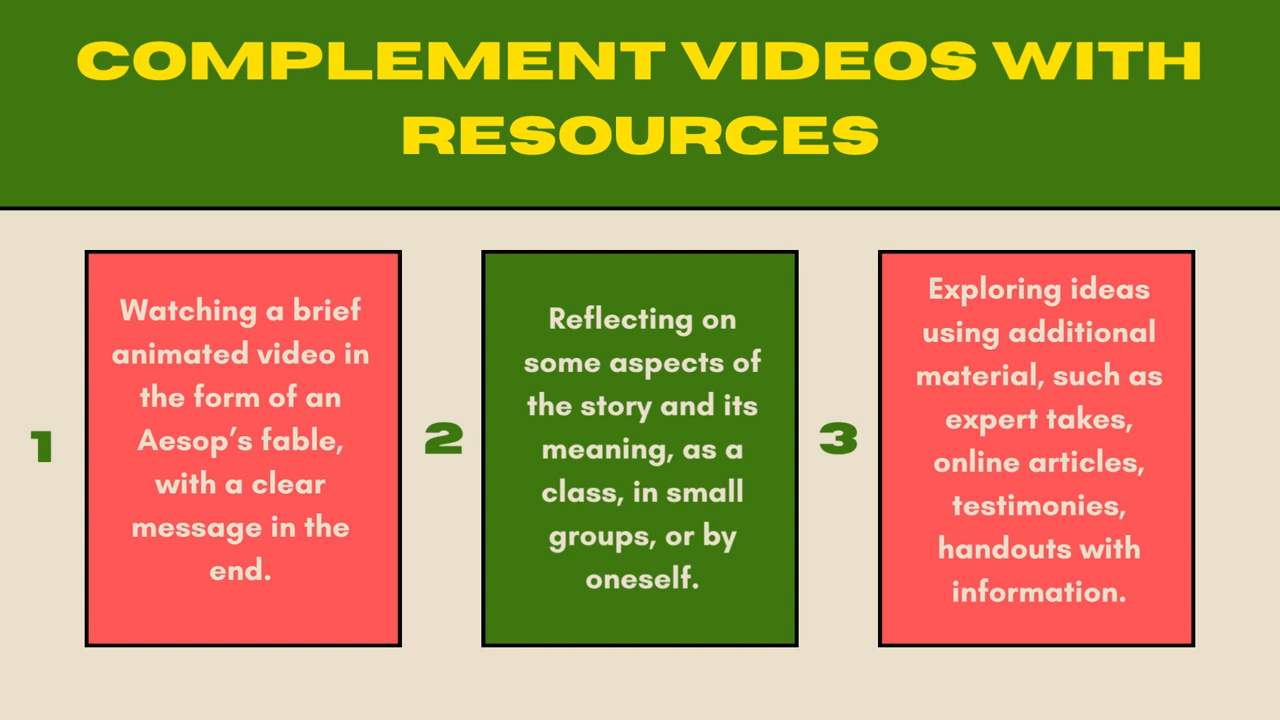 COMPLEMENT VIDEOS WITH
RESOURCES
1
Watching a brief
animated video in
the form of an
Aesop's fable,
with a clear
message in the
end.
2
Reflecting on
some aspects of
the story and its
meaning, as a
class, in small
groups, or by
oneself.
3
Exploring ideas
using additional
material, such as
expert takes,
online articles,
testimonies,
handouts with
information.